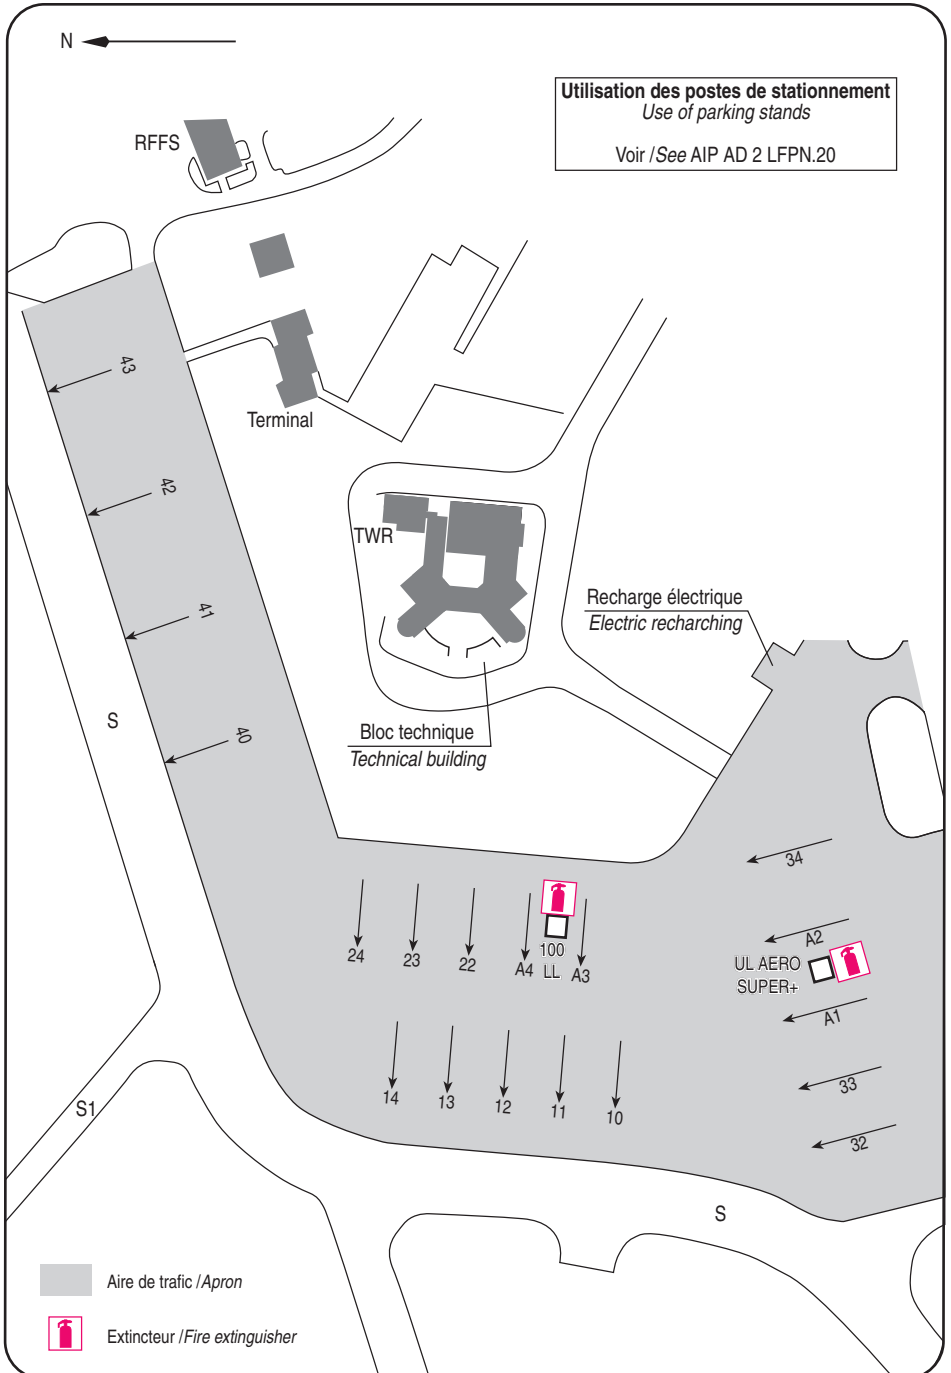 N
Utilisation des postes de stationnement
Use of parking stands
Voir /See AIP AD 2 LFPN.20
RFFS
43
Terminal
42
TWR
41
Recharge électrique
Electric recharching
S
40
Bloc technique
Technical building
34
24
23
22
A4
100
LL
A3
A2
UL AERO
SUPER+
A1
14
13
12
11
10
33
32
S1
S
Aire de trafic /Apron
Extincteur /Fire extinguisher